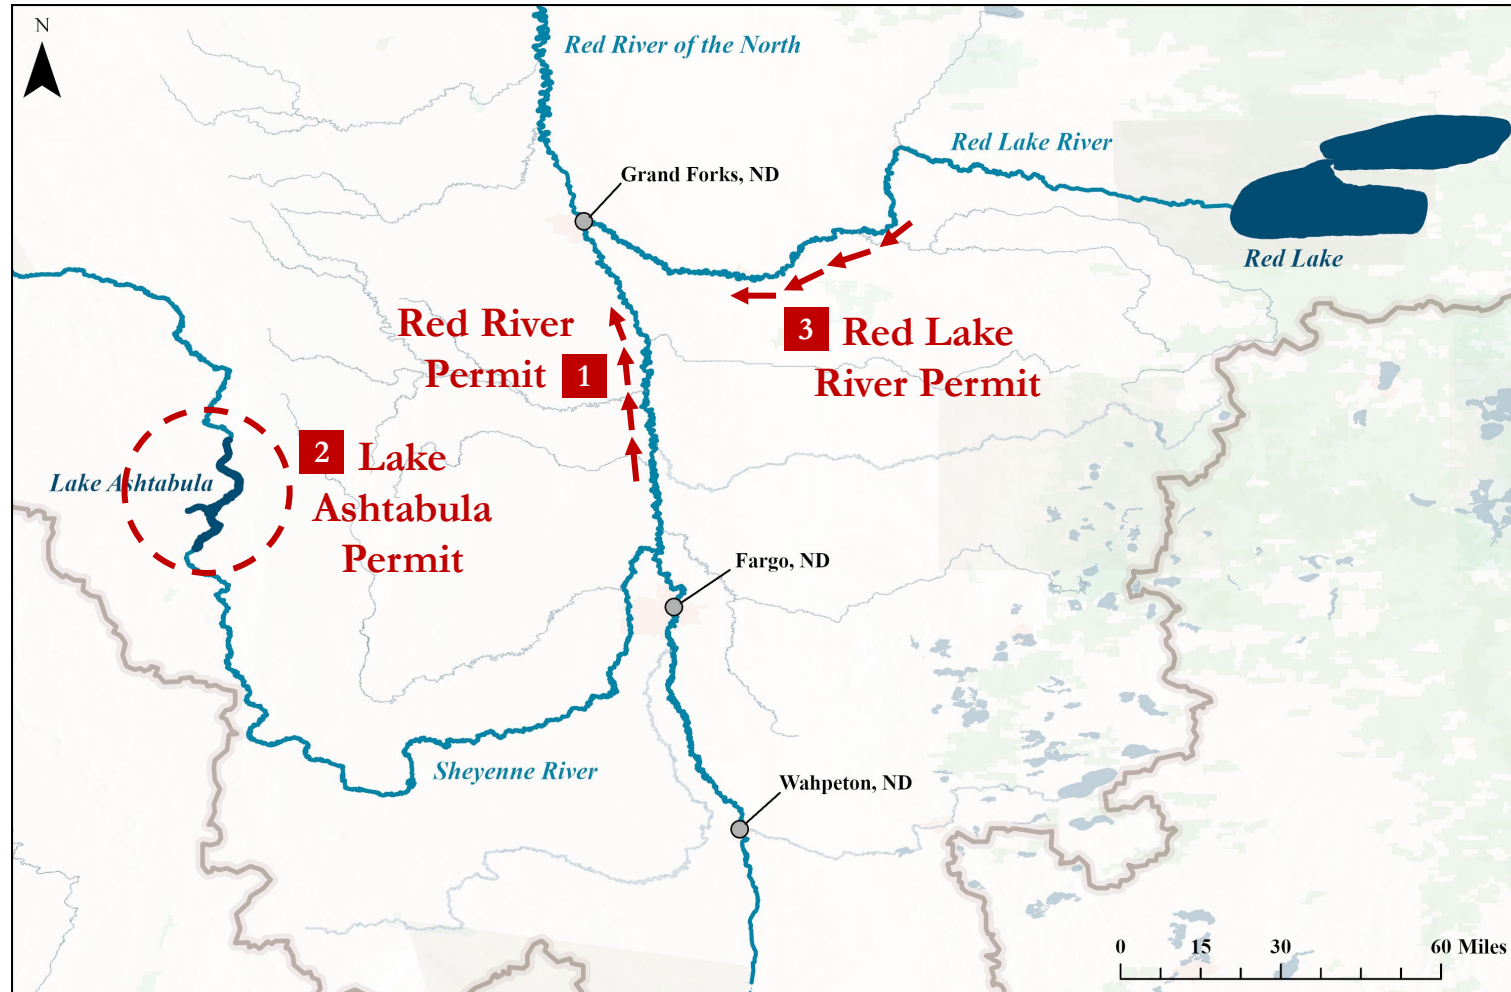 N
Red River of the North
Red Lake River
Grand Forks, ND
Red Lake
Red River
Permit 1
3 Red Lake
River Permit
2 Lake
Ashtabula
Permit
Lake Ashtabula
Fargo, ND
Sheyenne River
Wahpeton, ND
0 15 30 60 Miles